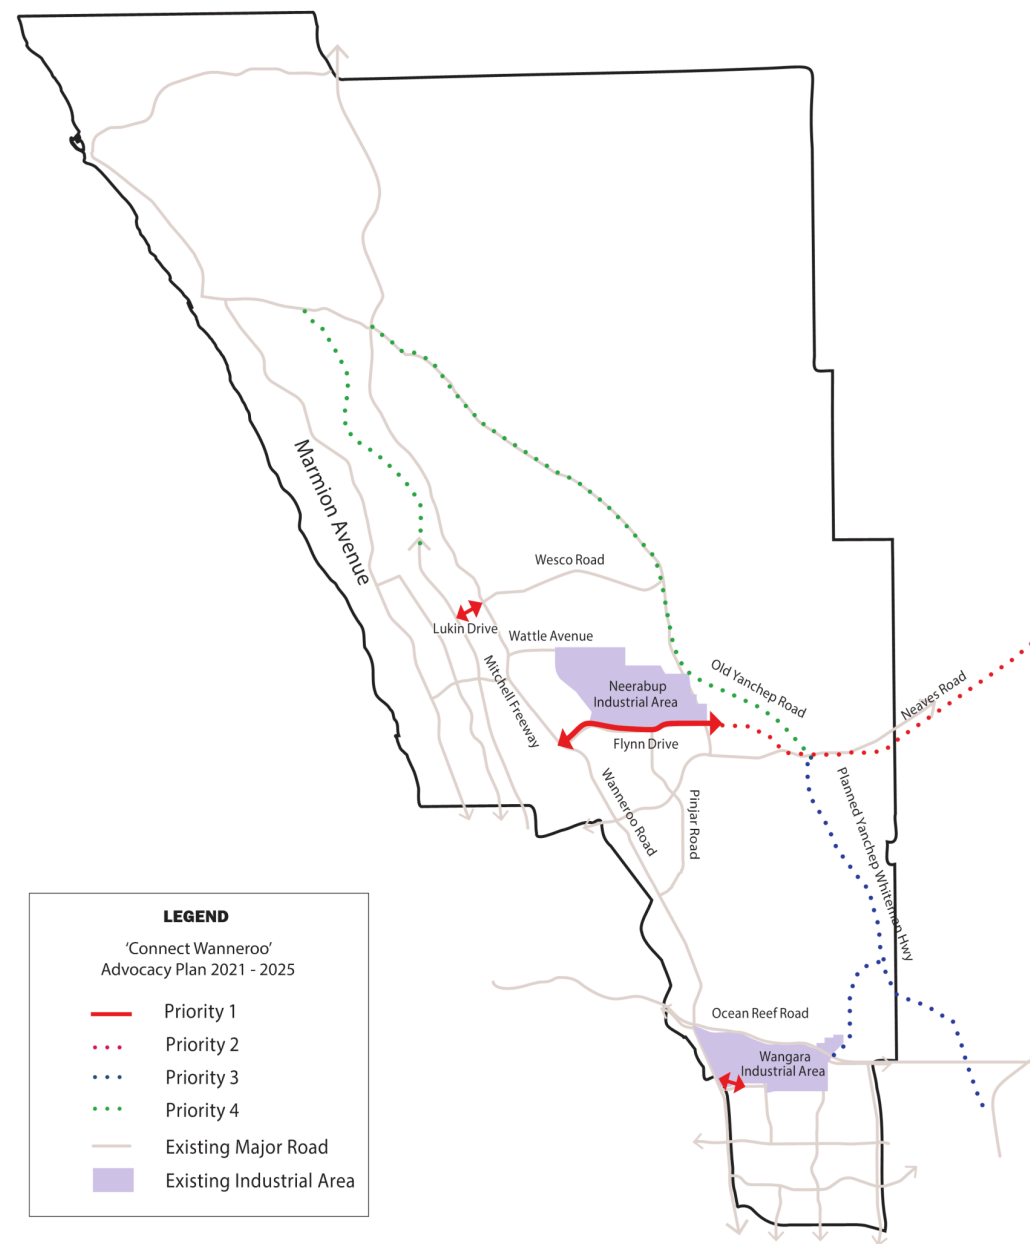 Marmion Avenue
Wesco Road
Lukin Drive
Wattle Avenue
Mitchell Freeway
Neerabup
Industrial Area
Old Yanchep Road
Neaves Road
Flynn Drive
Wanneroo Road
Pinjar Road
Planned Yanchep Whiteman Hwy
Ocean Reef Road
Wangara
Industrial Area
LEGEND
‘Connect Wanneroo’
Advocacy Plan 2021 - 2025
Priority 1
Priority 2
Priority 3
Priority 4
Existing Major Road
Existing Industrial Area